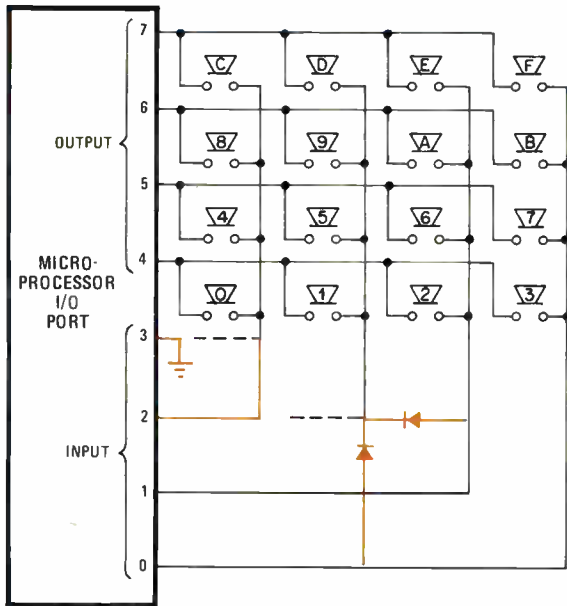 7
C D E F
6
OUTPUT
8 9 A B
5
4 5 6 7
4
MICRO-
PROCESSOR
I/O
PORT
0 1 2 3
3
2
INPUT
1
0